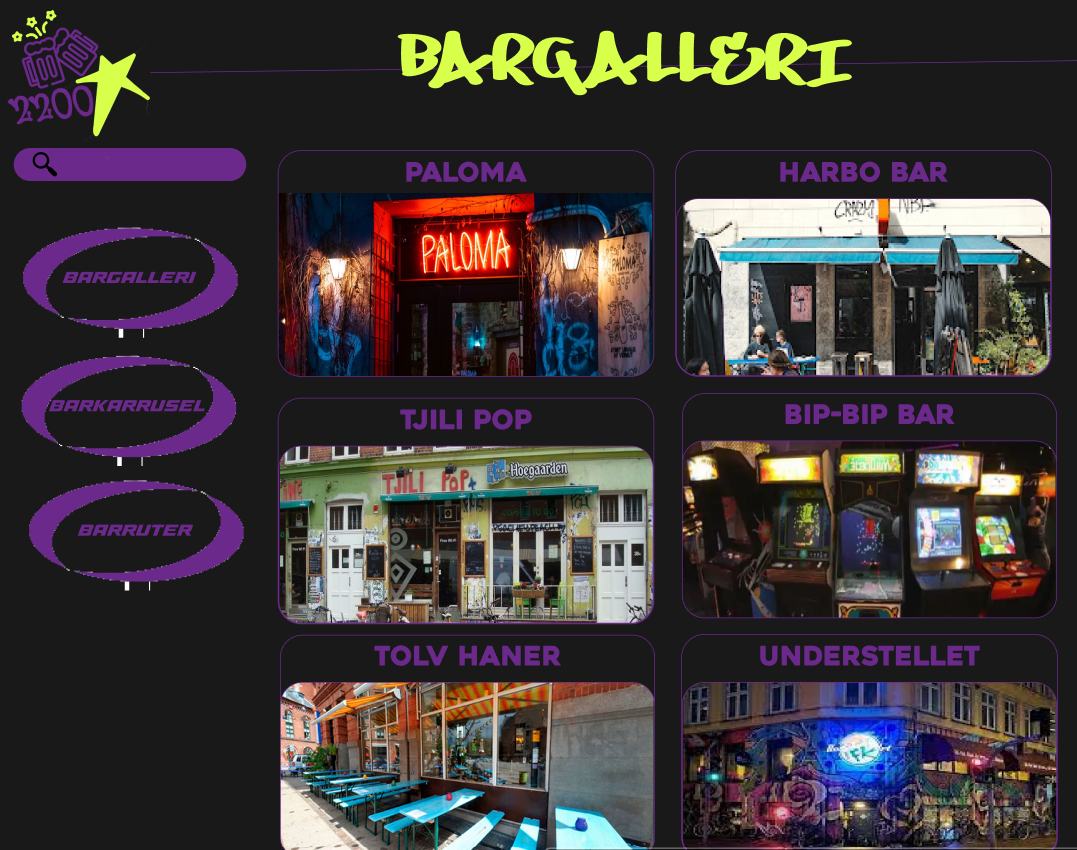 2200
BARGALLERI
BARGALLERI
BARKARRUSEL
BARRUTER
PALOMA
PALOMA
PALOMA
HARBO BAR
TJILI POP
TJILI POP
Hoegaarden
BIP-BIP BAR
TOLV HANER
UNDERSTELLET